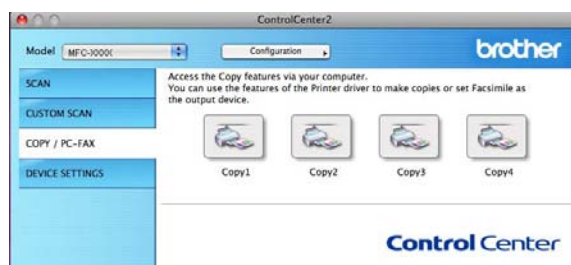 ControlCenter2
Model MFC-XXXX Configuration brother
SCAN
CUSTOM SCAN
COPY / PC-FAX
DEVICE SETTINGS
Access the Copy features via your computer.
You can use the features of the Printer driver to make copies or set Facsimile as
the output device.
Copy1 Copy2 Copy3 Copy4
Control Center